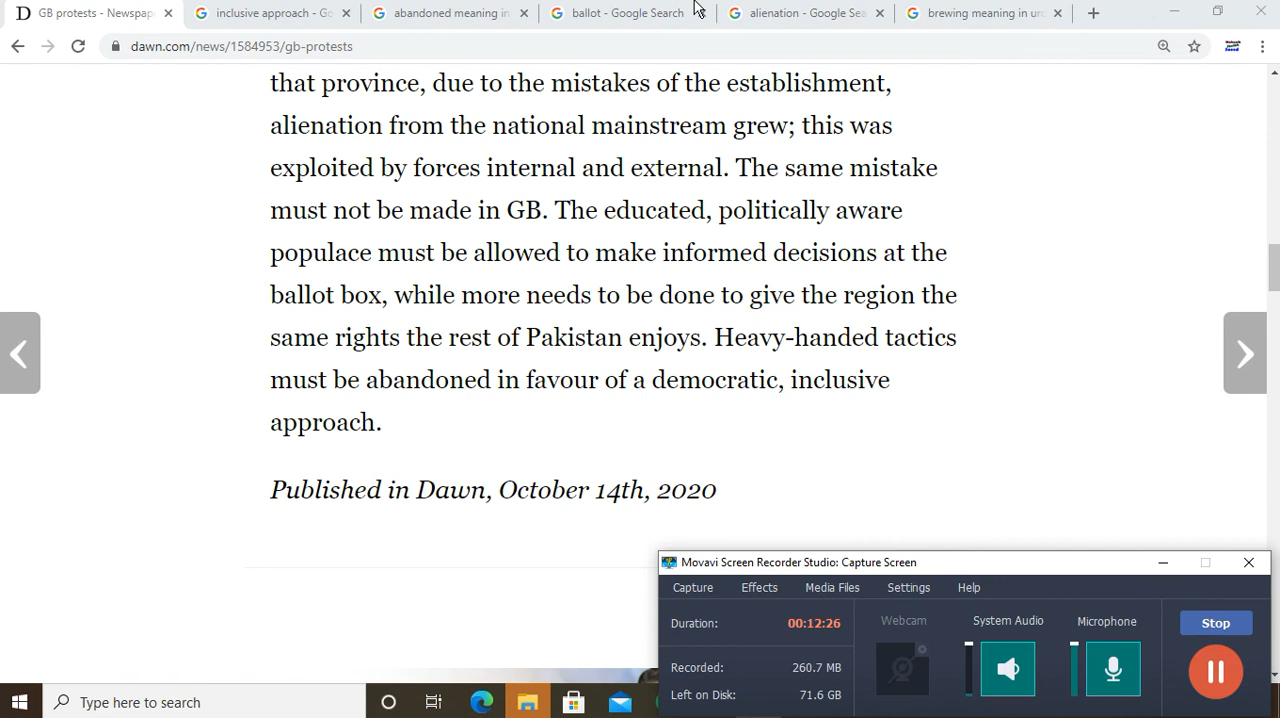 GB protests - Newspap
inclusive approach - Go
abandoned meaning in
ballot - Google Search
alienation - Google Sea
brewing meaning in urd
dawn.com/news/1584953/gb-protests
that province, due to the mistakes of the establishment,
alienation from the national mainstream grew; this was
exploited by forces internal and external. The same mistake
must not be made in GB. The educated, politically aware
populace must be allowed to make informed decisions at the
ballot box, while more needs to be done to give the region the
same rights the rest of Pakistan enjoys. Heavy-handed tactics
must be abandoned in favour of a democratic, inclusive
approach.
Published in Dawn, October 14th, 2020
Movavi Screen Recorder Studio: Capture Screen
Capture Effects Media Files Settings Help
Duration: 00:12:26
Webcam System Audio Microphone Stop
Recorded: 260.7 MB
Left on Disk: 71.6 GB
Type here to search